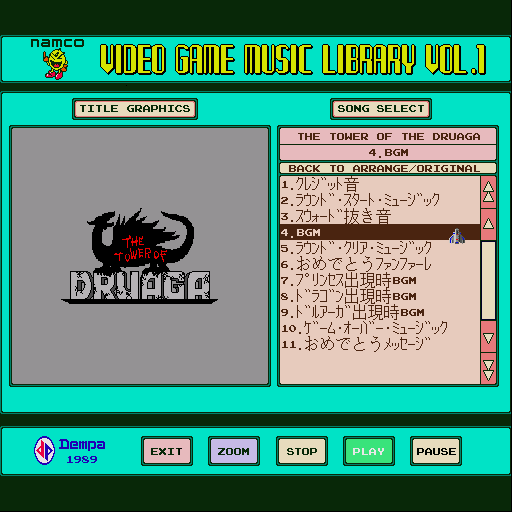 namco
VIDEO GAME MUSIC LIBRARY VOL.1
TITLE GRAPHICS
SONG SELECT
THE TOWER OF THE DRUAGA
4.BGM
BACK TO ARRANGE/ORIGINAL
1.クレジット音
2.ラウンド・スタート・ミュージック
3.スウォード抜き音
4.BGM
5.ラウンド・クリア・ミュージック
6.おめでとうファンファーレ
7.プリンセス出現時BGM
8.ドラゴン出現時BGM
9.ドルアーガ出現時BGM
10.ゲーム・オーバー・ミュージック
11.おめでとうメッセージ
THE
TOWER OF
DRUAGA
Dempa
1989
EXIT
ZOOM
STOP
PLAY
PAUSE